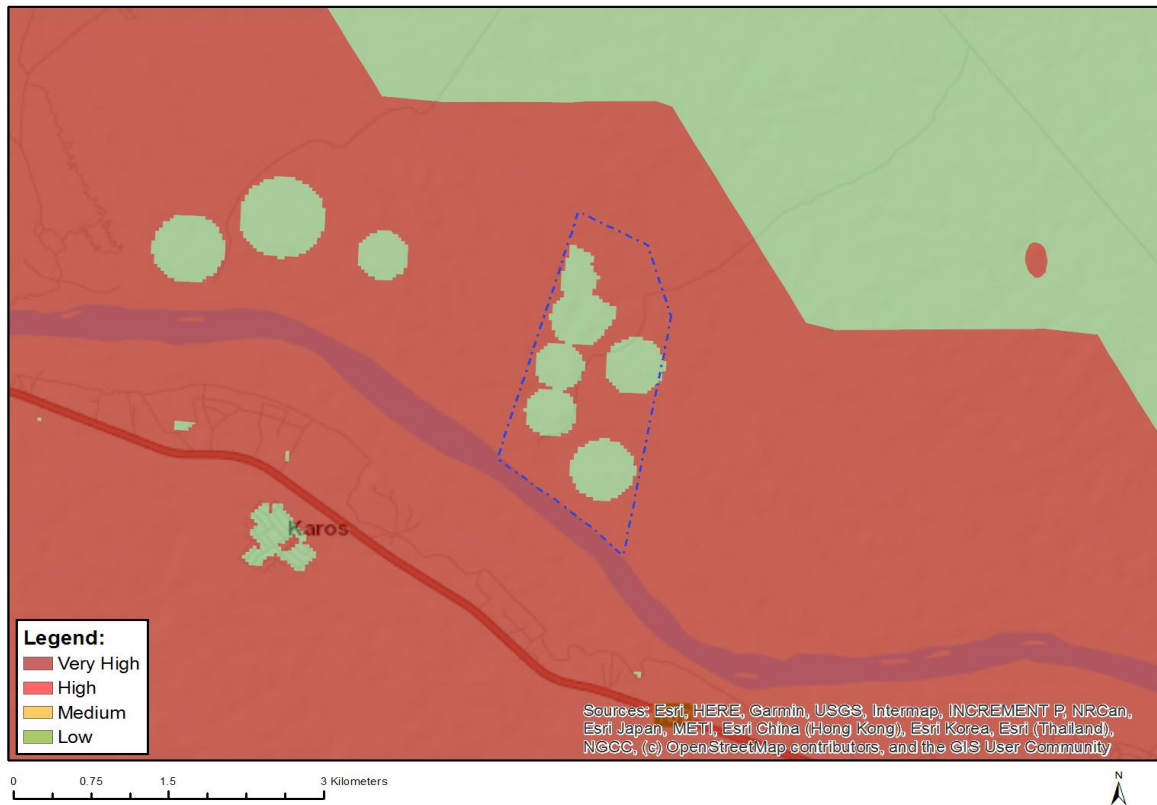 Karos
Legend:
Very High
High
Medium
Low
Sources: Esri, HERE, Garmin, USGS, Intermap, INCREMENT P, NRCan,
Esri Japan, METI, Esri China (Hong Kong), Esri Korea, Esri (Thailand),
NGCC, (c) OpenStreetMap contributors, and the GIS User Community
0 0.75 1.5 3 Kilometers
N